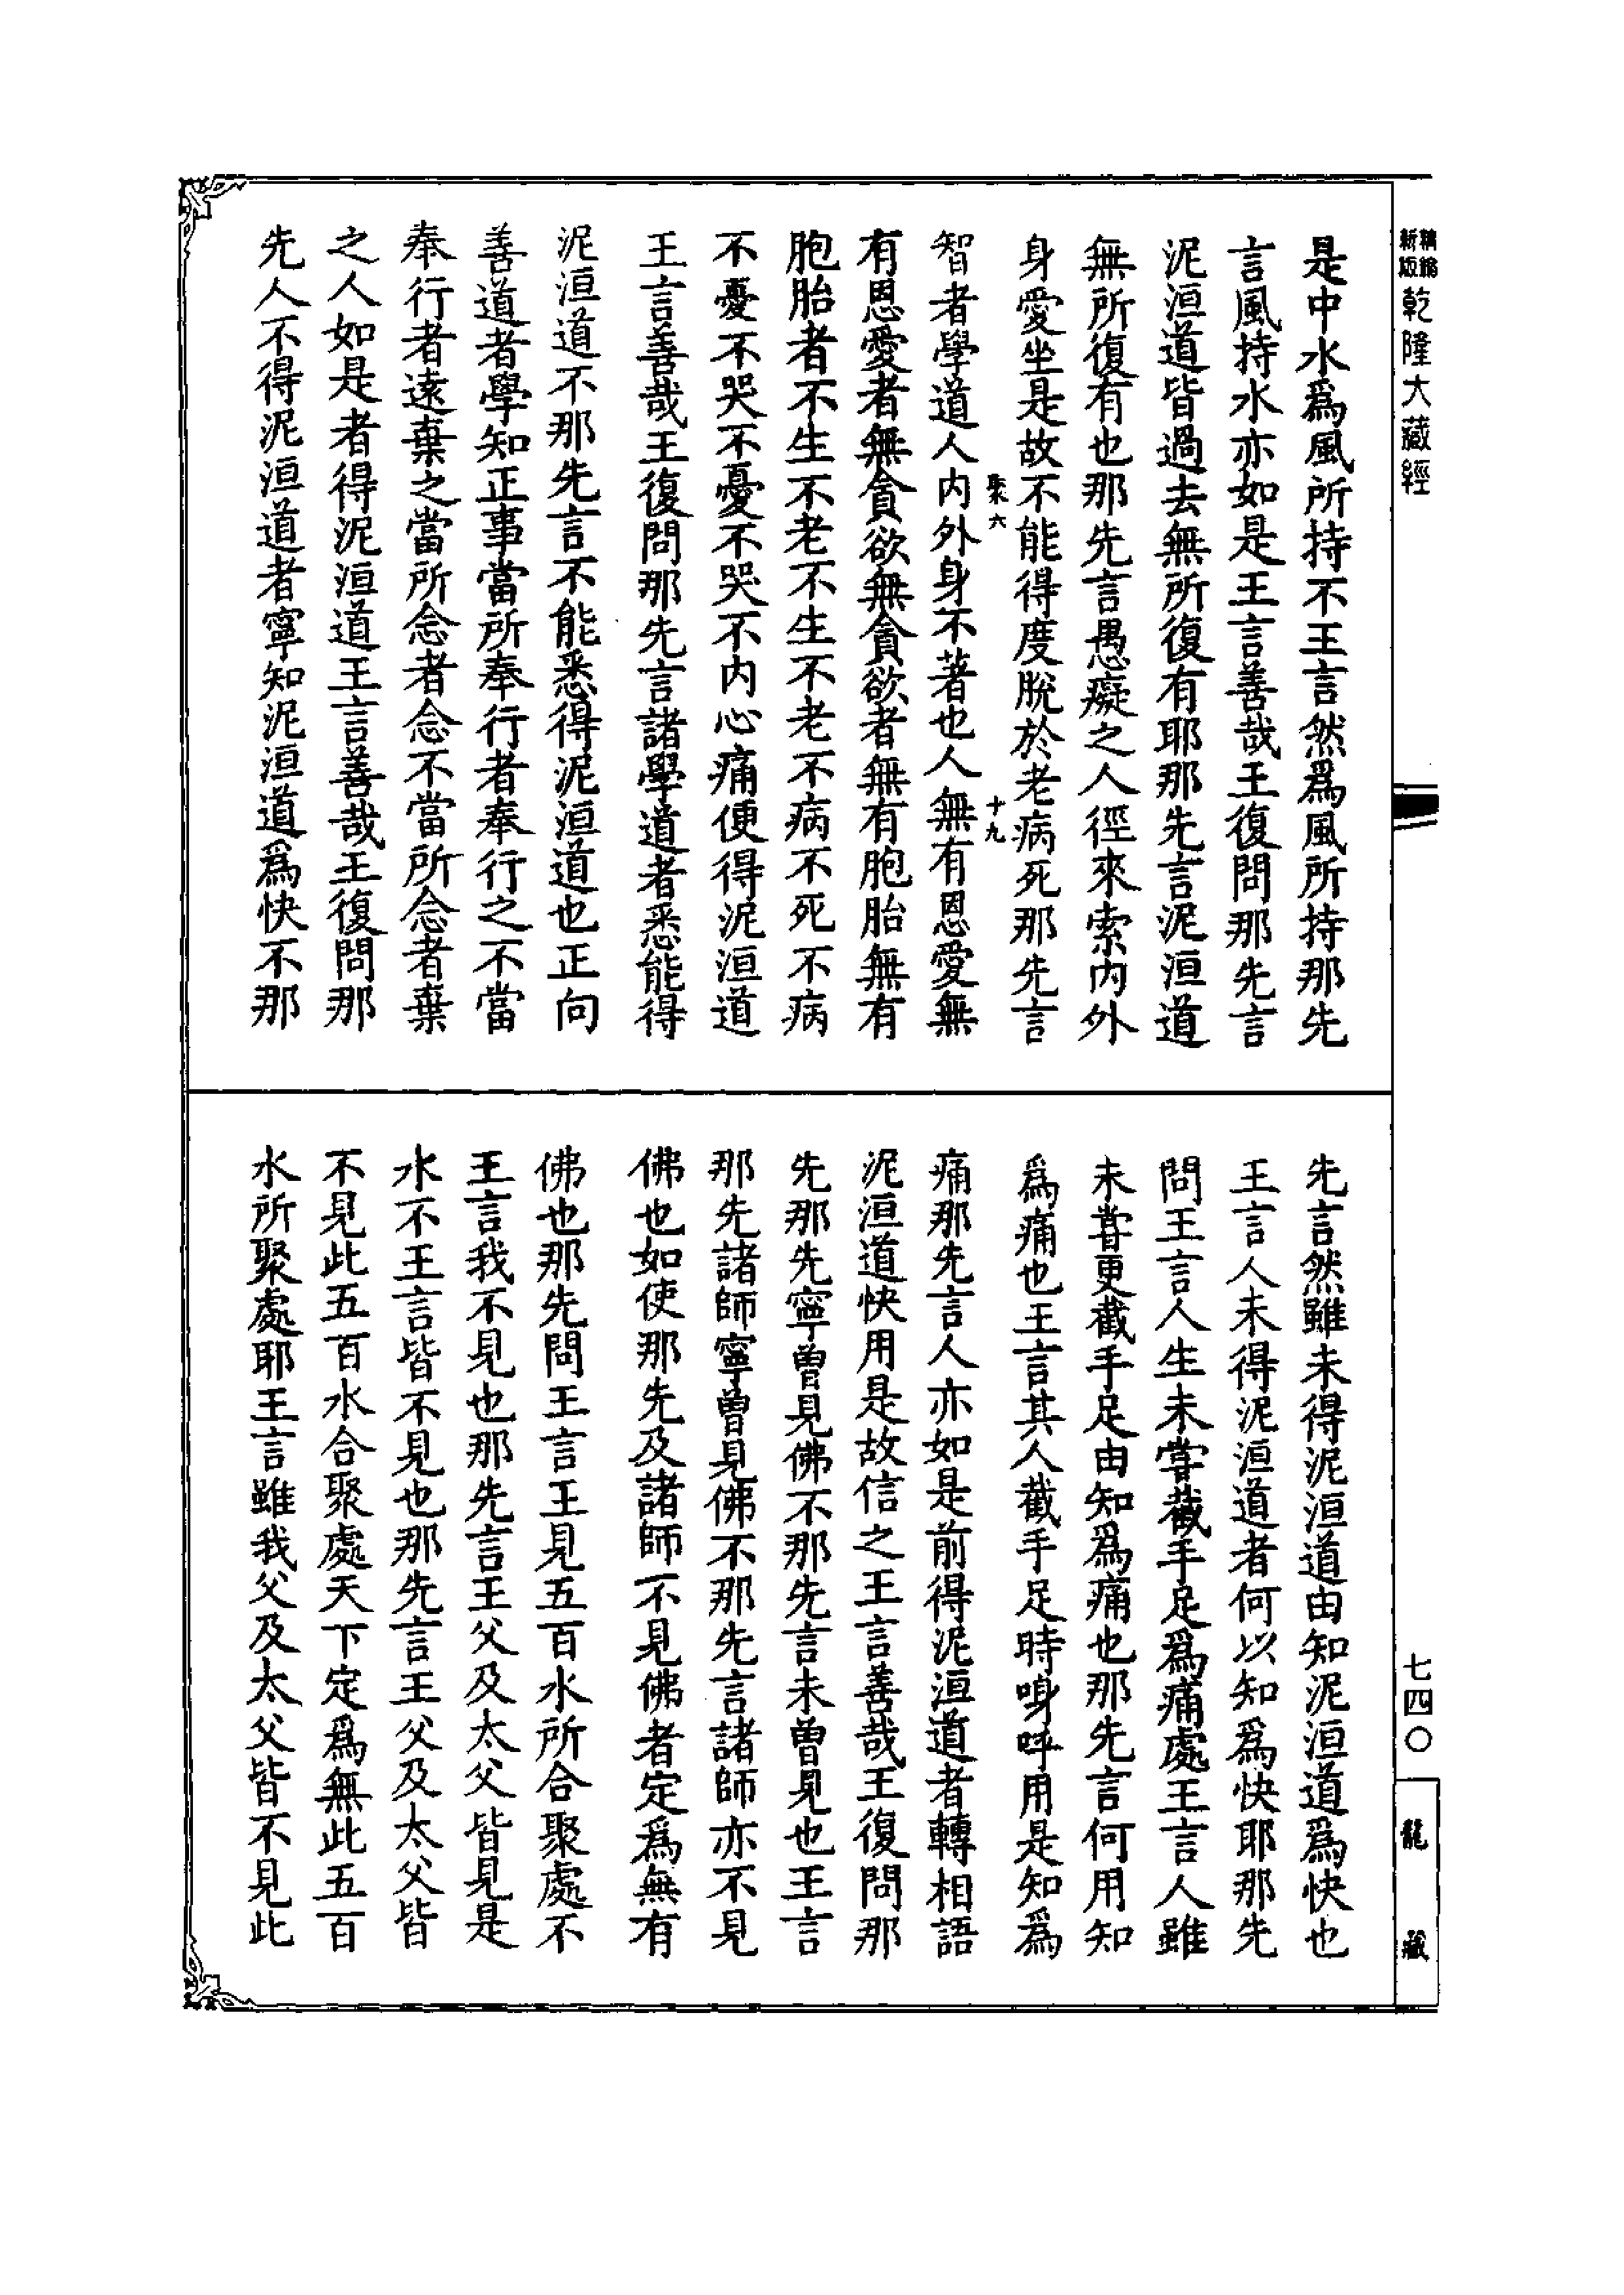 精縮
新版
乾隆大藏經
是中水爲風所持不王言然爲風所持那先
言風持水亦如是王言善哉王復問那先言
泥洹道皆過去無所復有耶那先言泥洹道
無所復有也那先言愚癡之人徑來索内外
身愛坐是故不能得度脫於老病死那先言
聚六 十九
智者學道人内外身不著也人無有恩愛無
有恩愛者無貪欲無貪欲者無有胞胎無有
胞胎者不生不老不生不老不病不死不病
不憂不哭不憂不哭不内心痛便得泥洹道
王言善哉王復問那先言諸學道者悉能得
泥洹道不那先言不能悉得泥洹道也正向
善道者學知正事當所奉行者奉行之不當
奉行者遠棄之當所念者念不當所念者棄
之人如是者得泥洹道王言善哉王復問那
先人不得泥洹道者寧知泥洹道爲快不那
先言然雖未得泥洹道由知泥洹道爲快也
王言人未得泥洹道者何以知爲快耶那先
問王言人生未甞截手足爲痛處王言人雖
未甞更截手足由知爲痛也那先言何用知
爲痛也王言其人截手足時呻呼用是知爲
痛那先言人亦如是前得泥洹道者轉相語
泥洹道快用是故信之王言善哉王復問那
先那先寧曽見佛不那先言未曽見也王言
那先諸師寧曽見佛不那先言諸師亦不見
佛也如使那先及諸師不見佛者定爲無有
佛也那先問王言王見五百水所合聚處不
王言我不見也那先言王父及太父皆見是
水不王言皆不見也那先言王父及太父皆
不見此五百水合聚處天下定爲無此五百
水所聚處耶王言雖我父及太父皆不見此
七四〇
龍藏